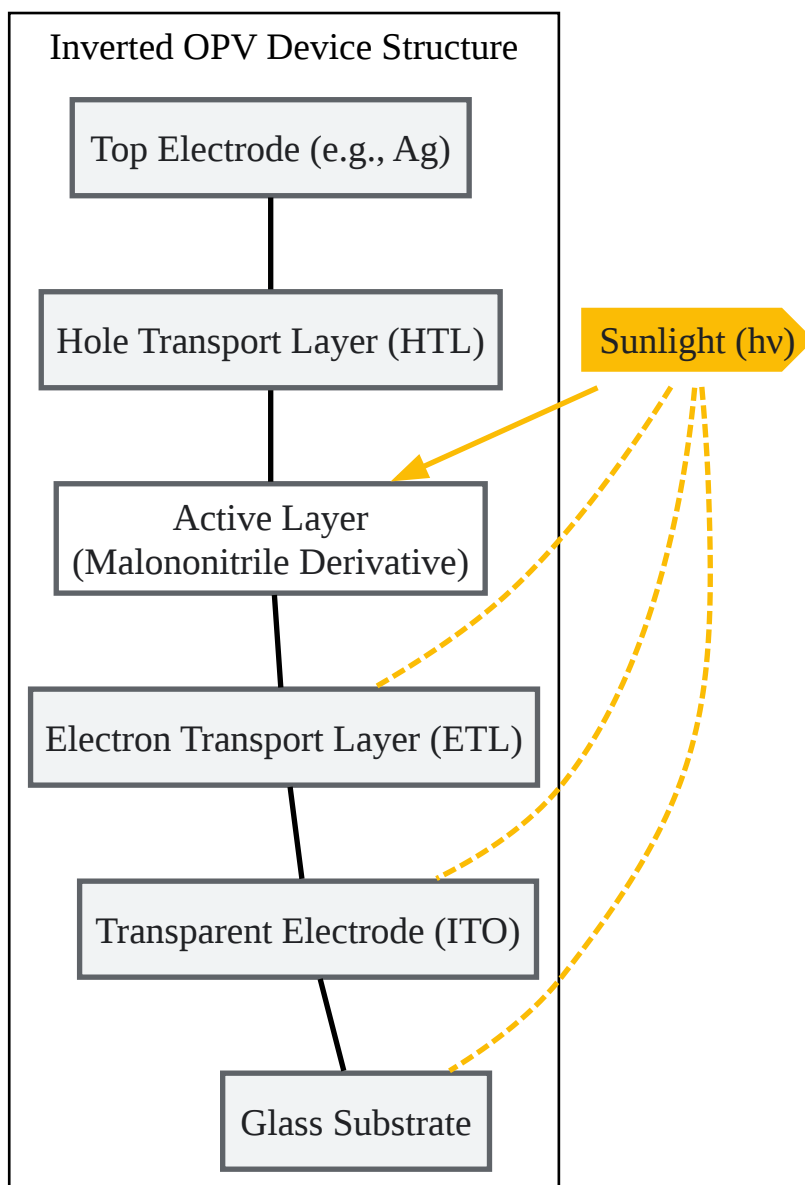 Inverted OPV Device Structure
Top Electrode (e.g., Ag)
Hole Transport Layer (HTL)
Sunlight (hν)
Active Layer
(Malononitrile Derivative)
Electron Transport Layer (ETL)
Transparent Electrode (ITO)
Glass Substrate